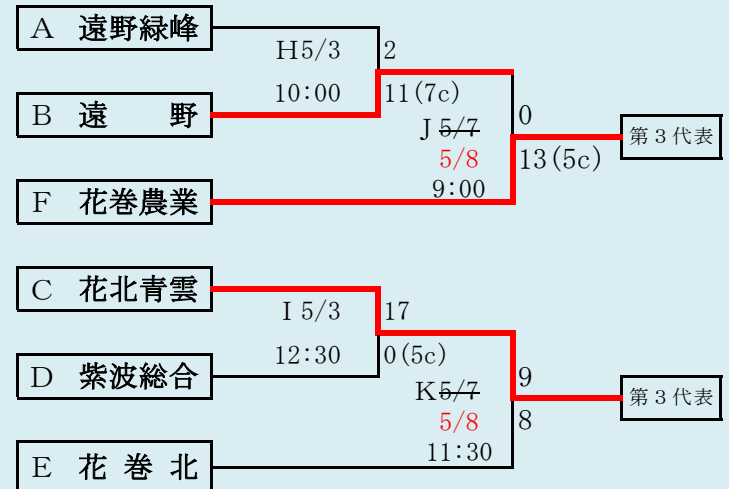 A 遠野緑峰
H5/3 2
10:00 11(7c)
B 遠 野
J 5/7 0
5/8 13(5c)
第３代表
9:00
F 花巻農業
C 花北青雲
I 5/3 17
12:30 0(5c)
D 紫波総合
K5/7 9
5/8 8
第３代表
11:30
E 花巻北